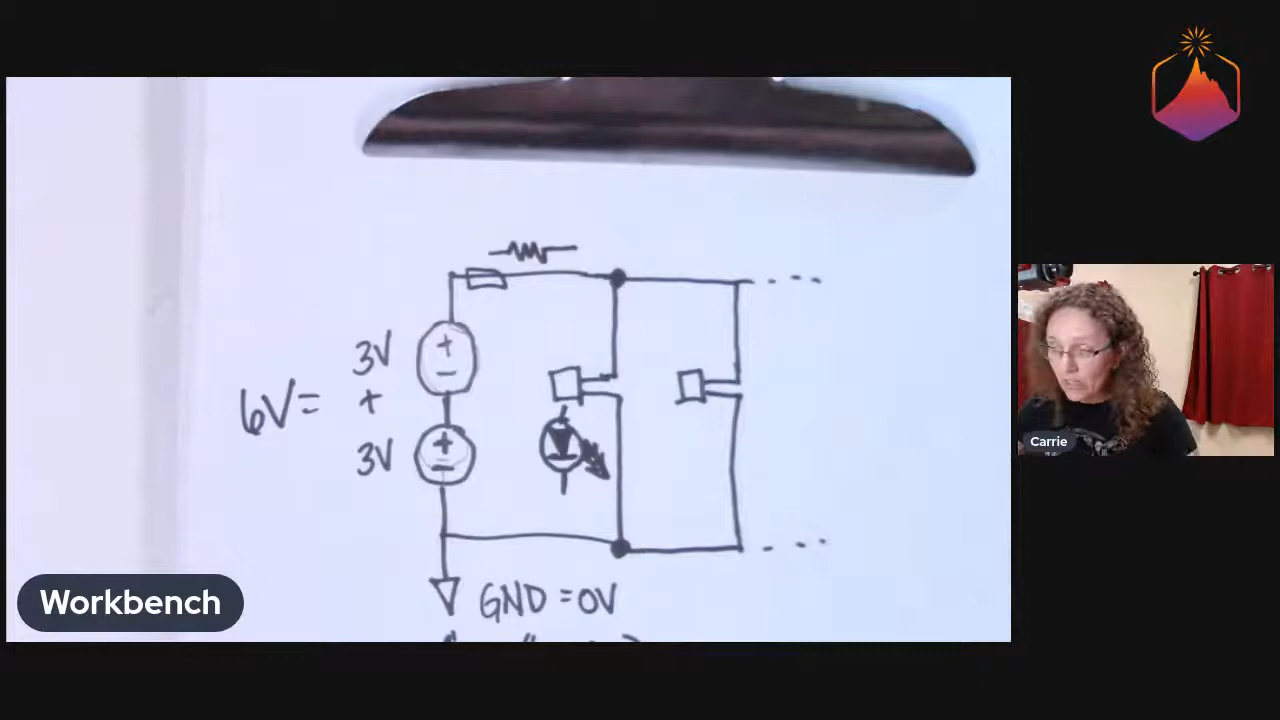 3V
6V= +
3V
+
−
+
−
GND = 0V
Workbench
Carrie